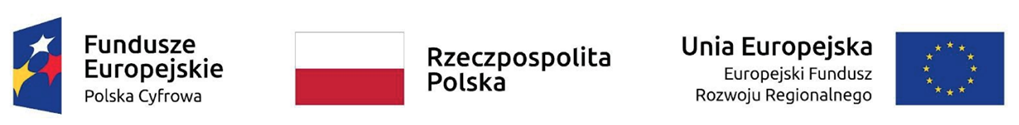 Fundusze
Europejskie
Polska Cyfrowa
Rzeczpospolita
Polska
Unia Europejska
Europejski Fundusz
Rozwoju Regionalnego